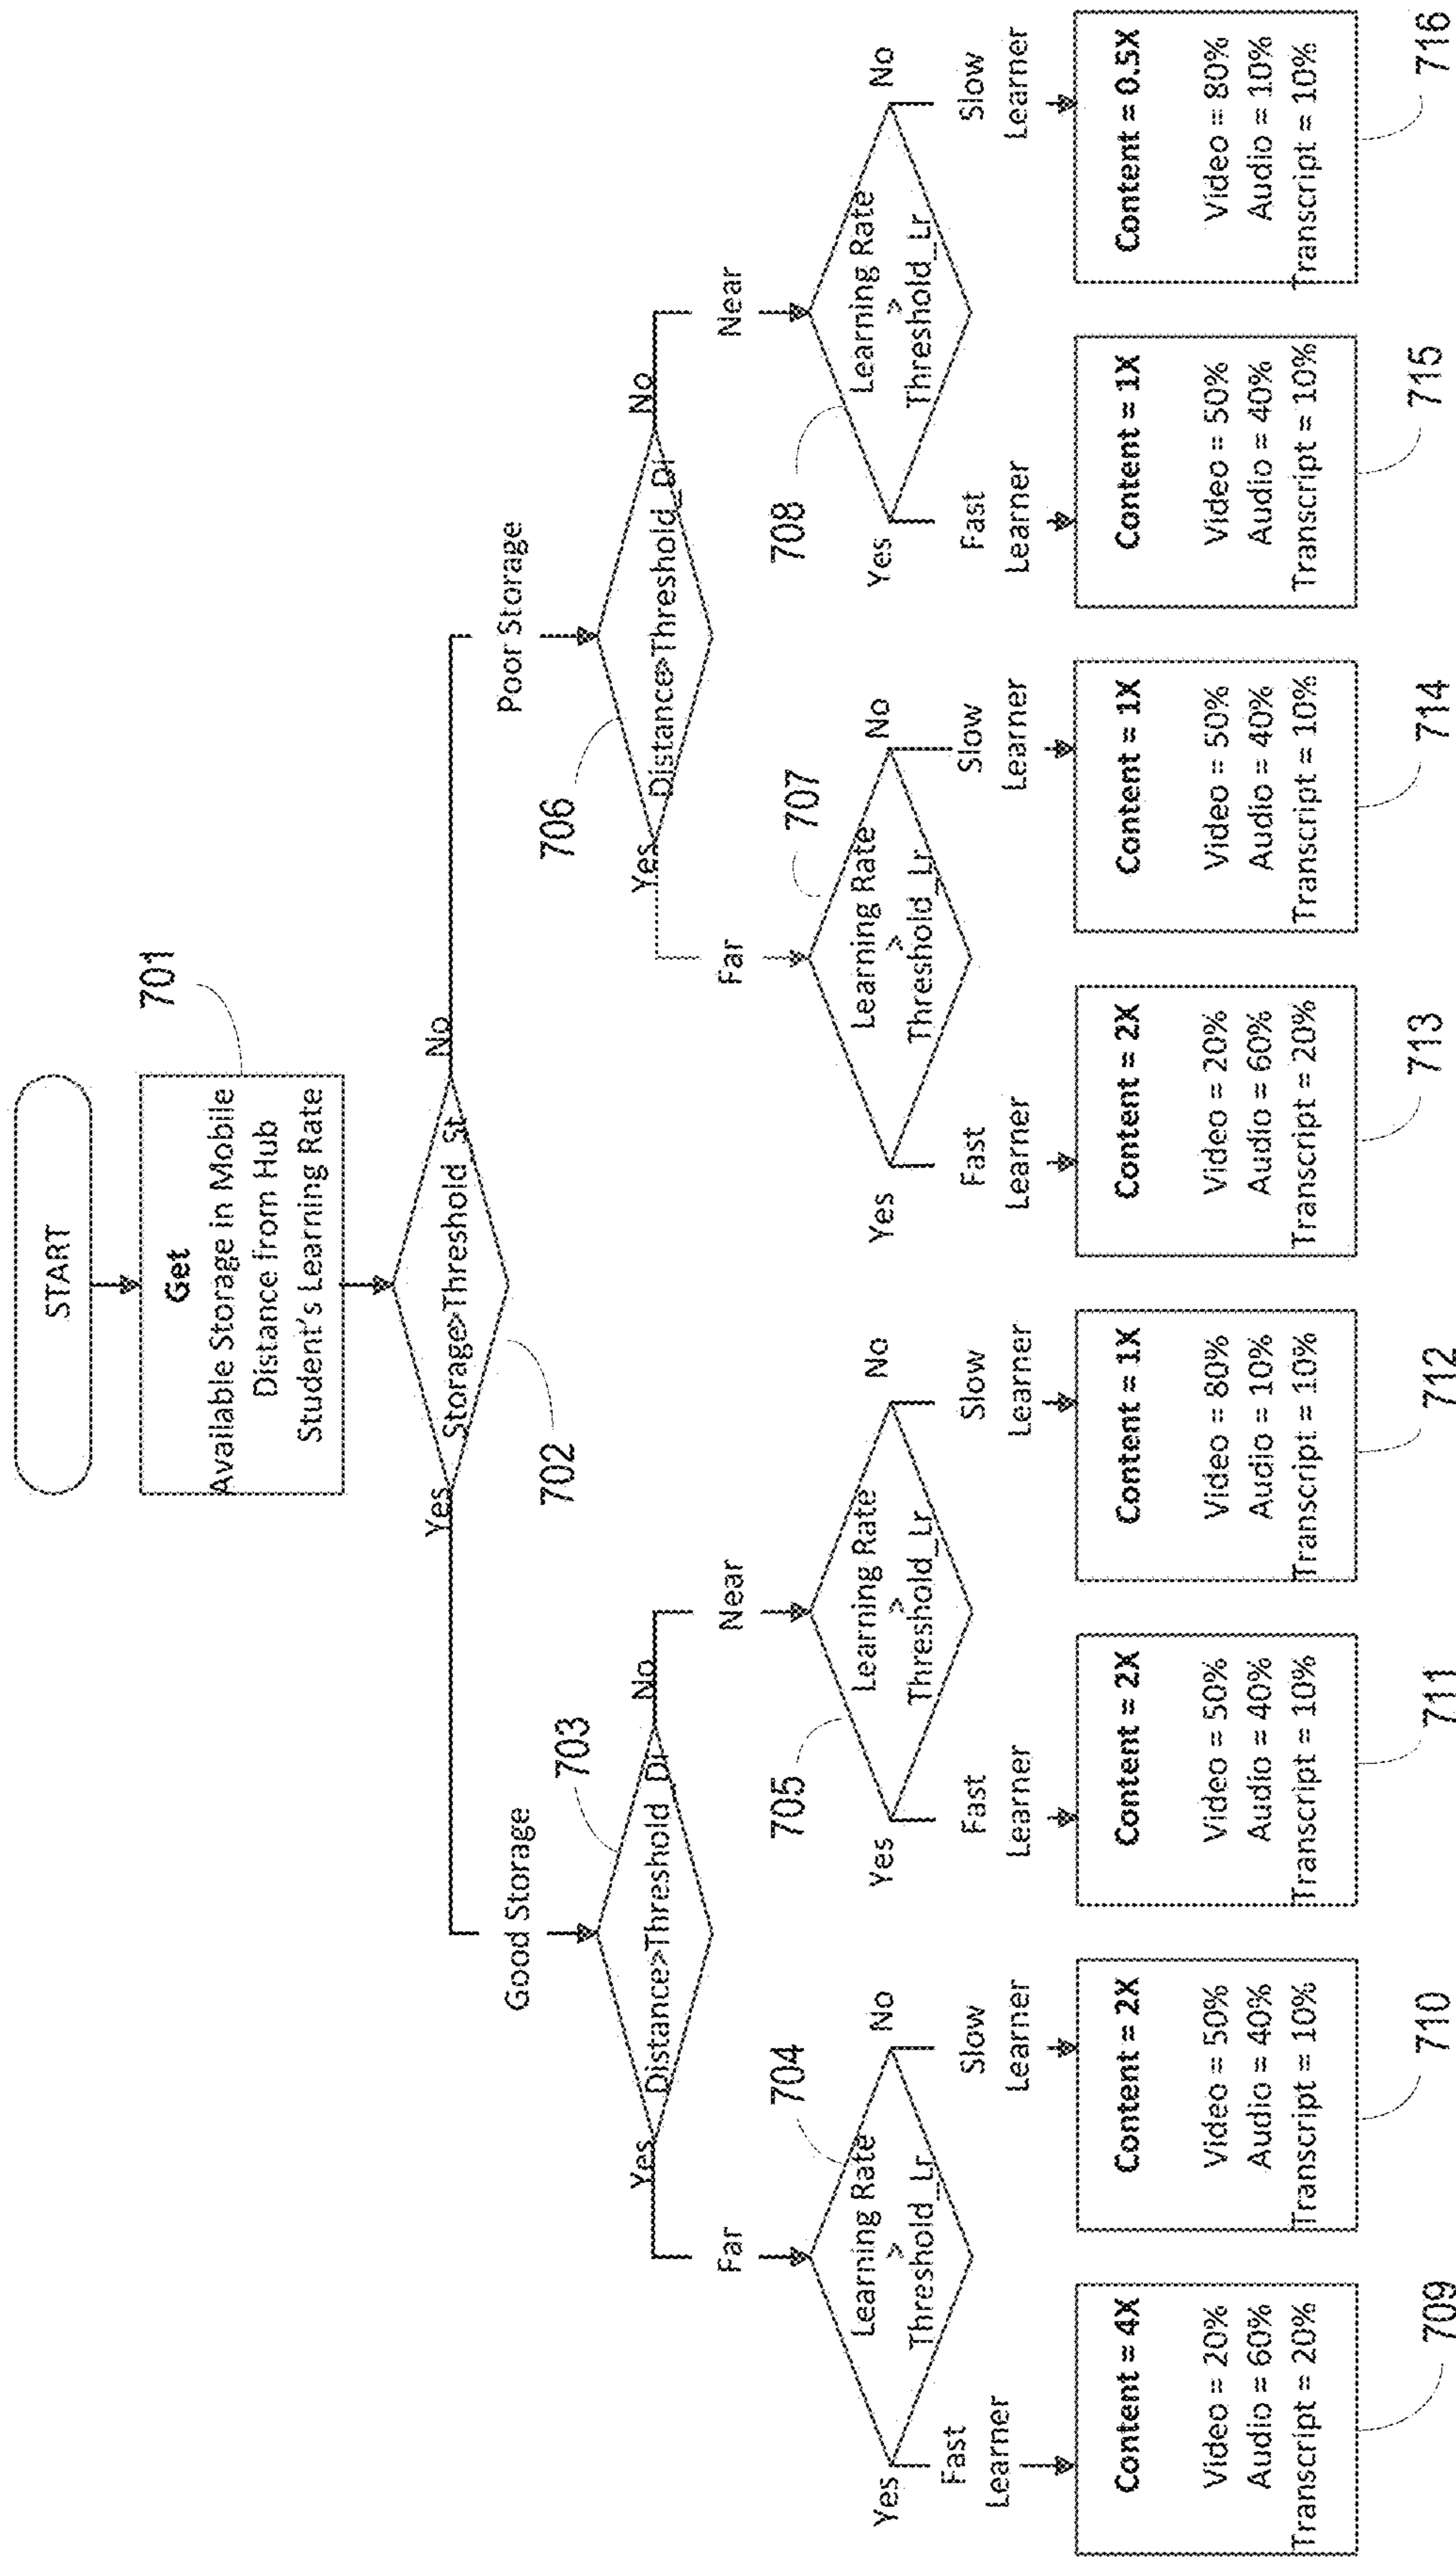 START
701
Get
Available Storage in Mobile
Distance from Hub
Student's Learning Rate
Yes
Storage>Threshold_St
No
702
Good Storage
Poor Storage
703
Yes
Distance>Threshold_Di
No
706
Yes
Distance>Threshold_Di
No
Far
Near
Far
Near
704
Learning Rate
>
Threshold_Lr
Yes
No
705
Learning Rate
>
Threshold_Lr
Yes
No
707
Learning Rate
>
Threshold_Lr
Yes
No
708
Learning Rate
>
Threshold_Lr
Yes
No
Fast
Learner
Slow
Learner
Fast
Learner
Slow
Learner
Fast
Learner
Slow
Learner
Fast
Learner
Slow
Learner
Content = 4X
Video = 20%
Audio = 60%
Transcript = 20%
709
Content = 2X
Video = 50%
Audio = 40%
Transcript = 10%
710
Content = 2X
Video = 50%
Audio = 40%
Transcript = 10%
711
Content = 1X
Video = 80%
Audio = 10%
Transcript = 10%
712
Content = 2X
Video = 20%
Audio = 60%
Transcript = 20%
713
Content = 1X
Video = 50%
Audio = 40%
Transcript = 10%
714
Content = 1X
Video = 50%
Audio = 40%
Transcript = 10%
715
Content = 0.5X
Video = 80%
Audio = 10%
Transcript = 10%
716